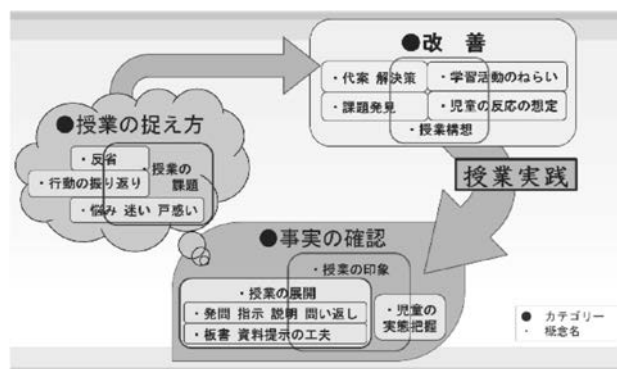 ●改 善
・代案 解決策
・学習活動のねらい
・課題発見
・児童の反応の想定
・授業構想
●授業の捉え方
・反省
・授業の
課題
・行動の振り返り
・悩み 迷い 戸惑い
授業実践
●事実の確認
・授業の印象
・授業の展開
・発問 指示 説明 問い返し
・板書 資料提示の工夫
・児童の
実態把握
● カテゴリー
・ 概念名